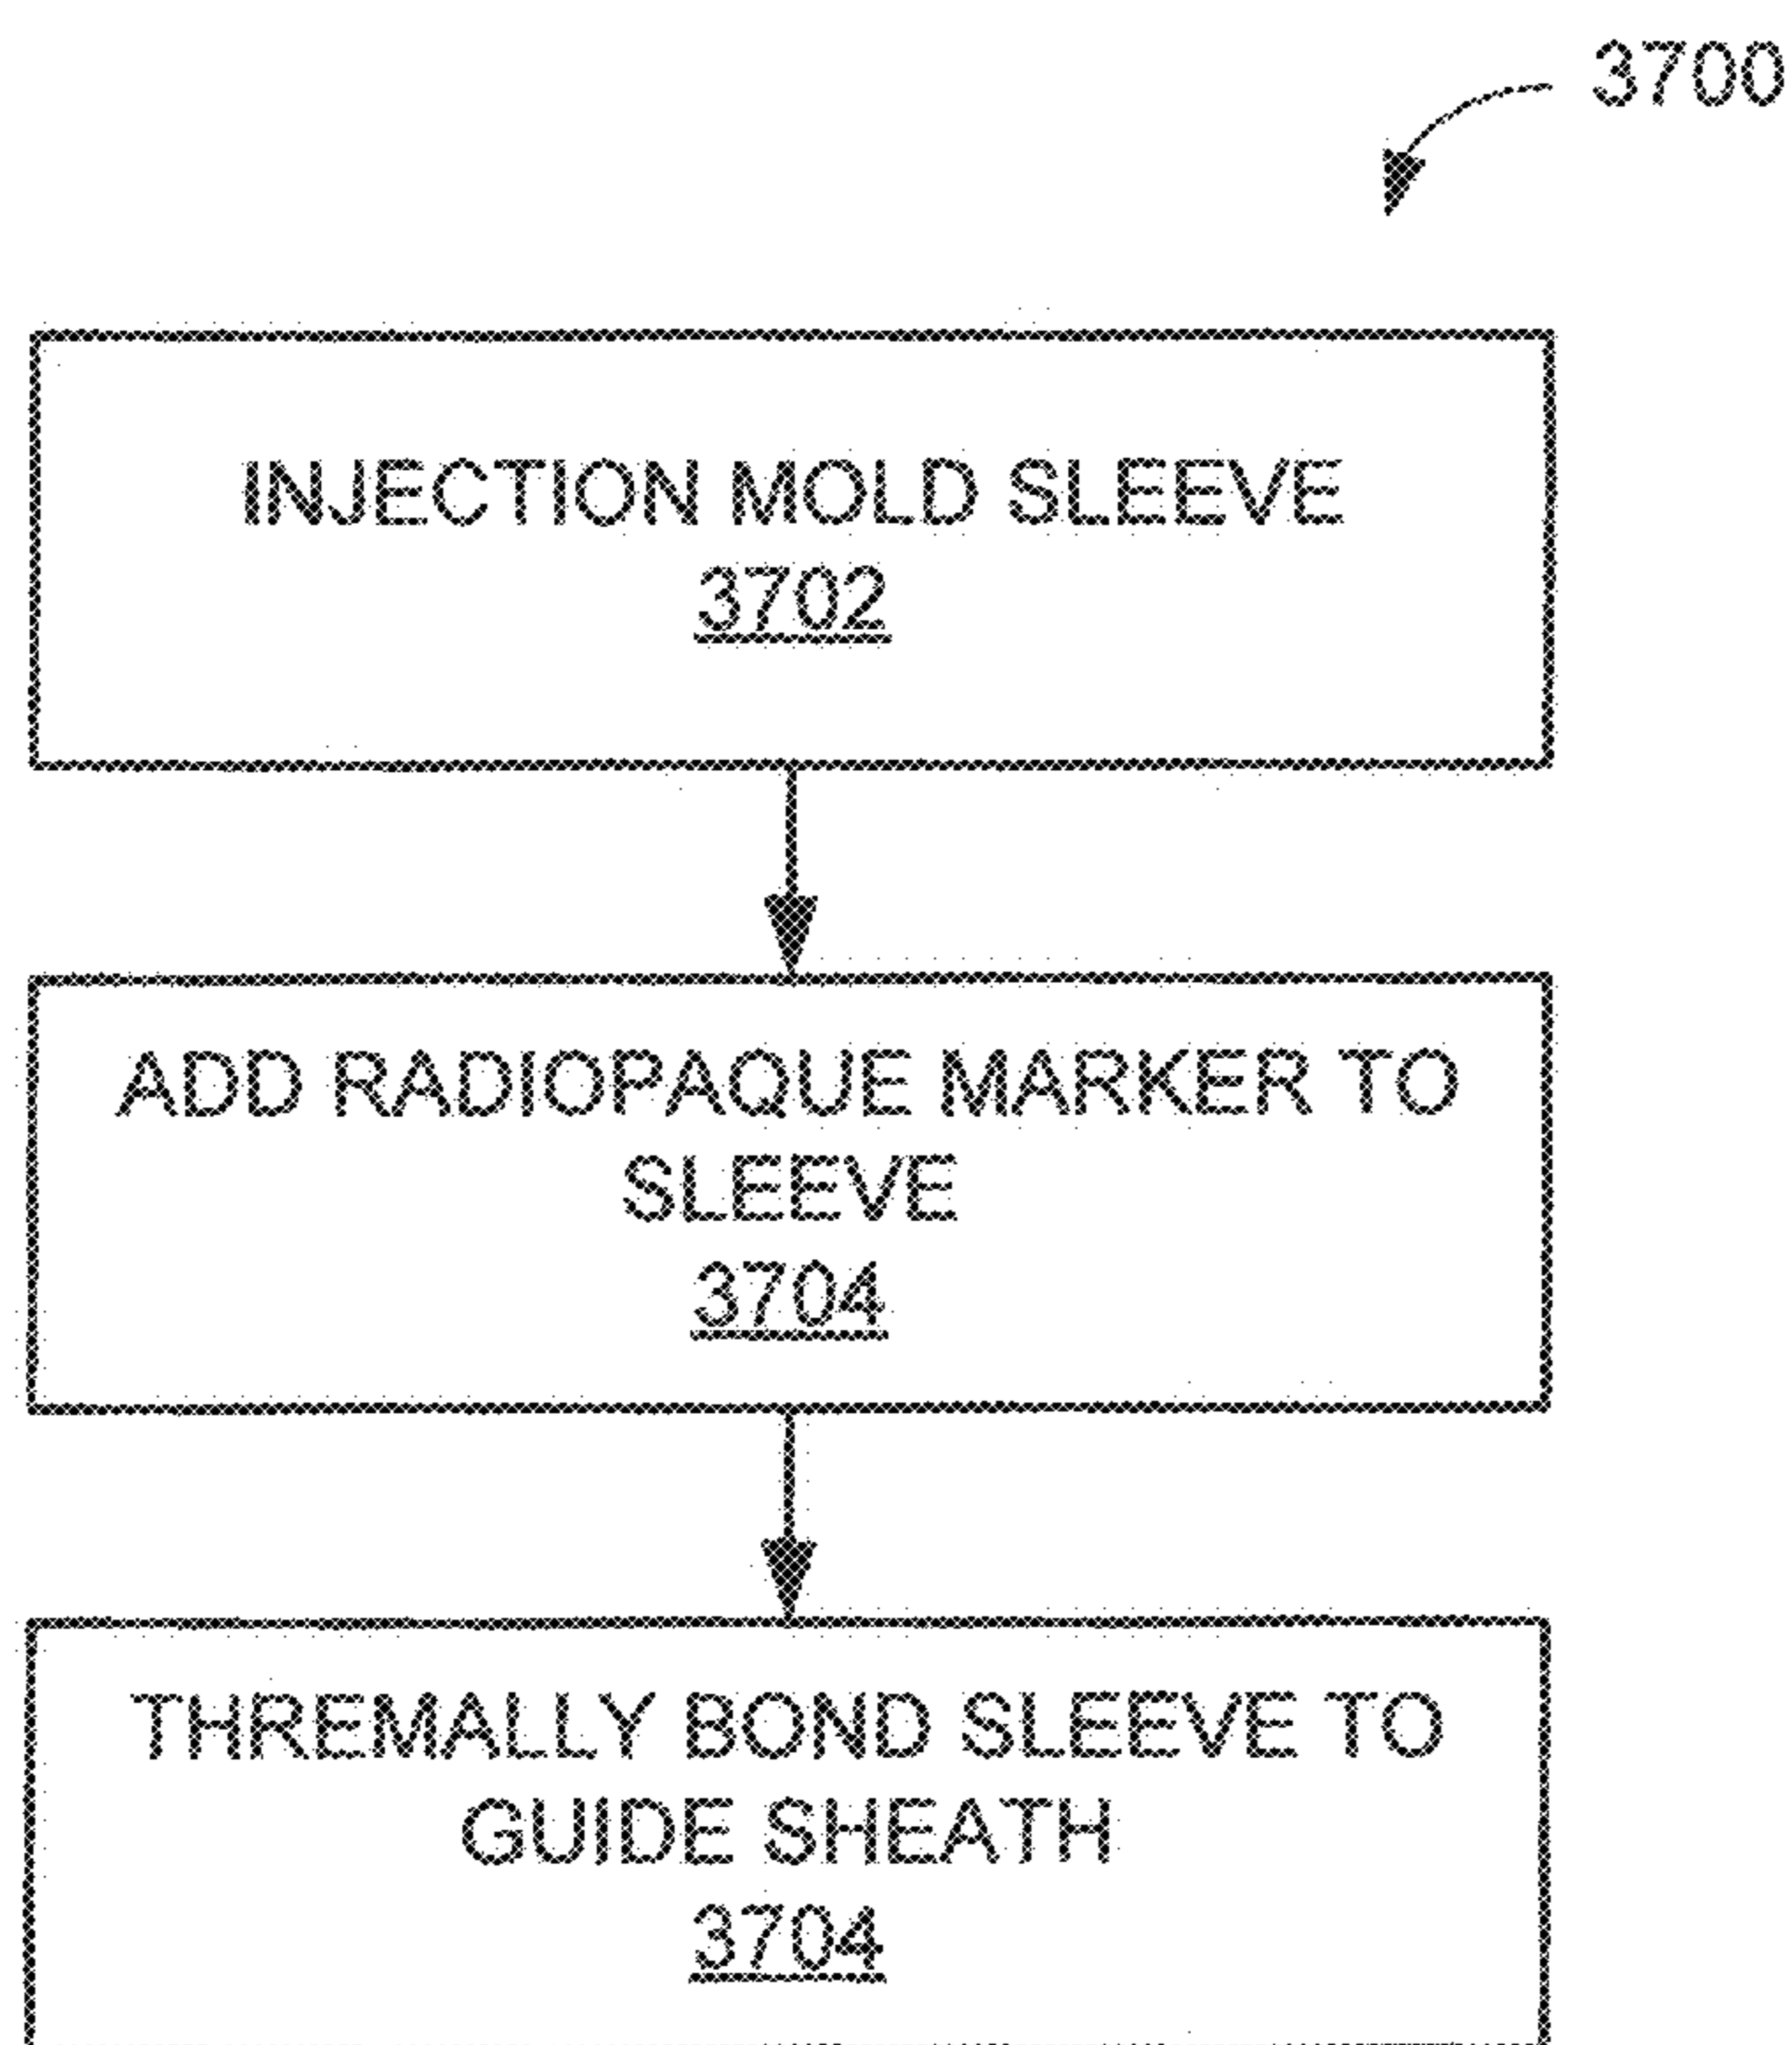 3700
INJECTION MOLD SLEEVE
3702
ADD RADIOPAQUE MARKER TO
SLEEVE
3704
THREMALLY BOND SLEEVE TO
GUIDE SHEATH
3704